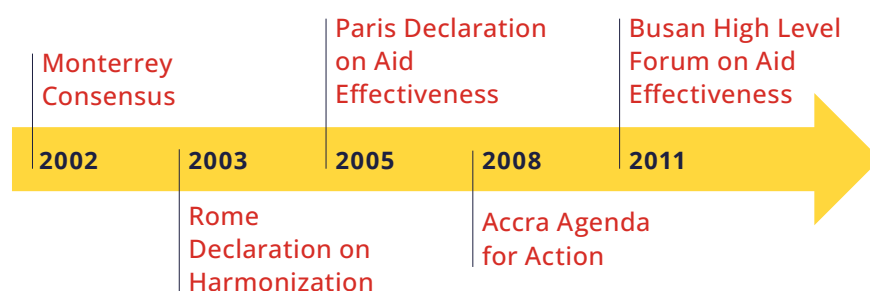 Monterrey
Consensus
Paris Declaration
on Aid
Effectiveness
Busan High Level
Forum on Aid
Effectiveness
2002
2003
2005
2008
2011
Rome
Declaration on
Harmonization
Accra Agenda
for Action